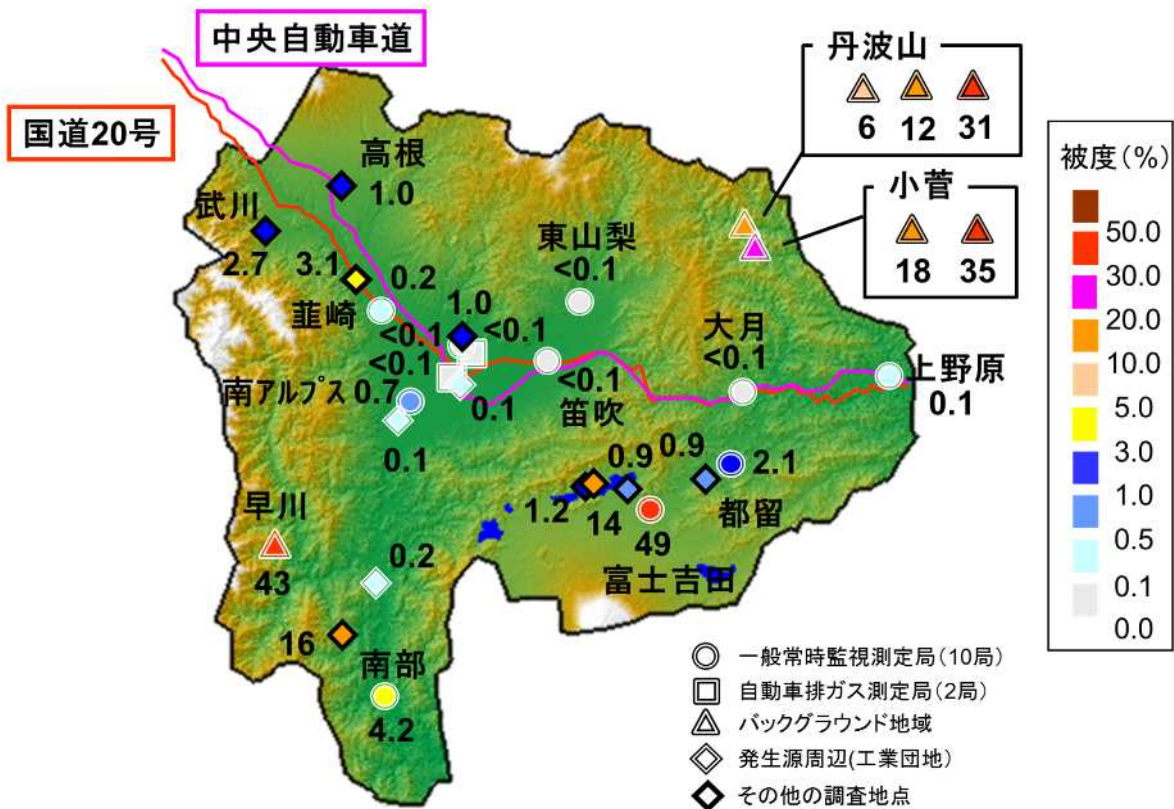 中央自動車道
国道20号
丹波山
6 12 31
小菅
18 35
高根
1.0
武川
2.7
3.1
0.2
韮崎
東山梨
<0.1
1.0
<0.1
<0.1
<0.1
南アルプス 0.7
0.1
0.1
<0.1
笛吹
大月
<0.1
上野原
0.1
0.9
0.9
2.1
都留
1.2
14
49
富士吉田
早川
43
0.2
16
南部
4.2
被度(%)
50.0
30.0
20.0
10.0
5.0
3.0
1.0
0.5
0.1
0.0
一般常時監視測定局(10局)
自動車排ガス測定局(2局)
バックグラウンド地域
発生源周辺(工業団地)
その他の調査地点